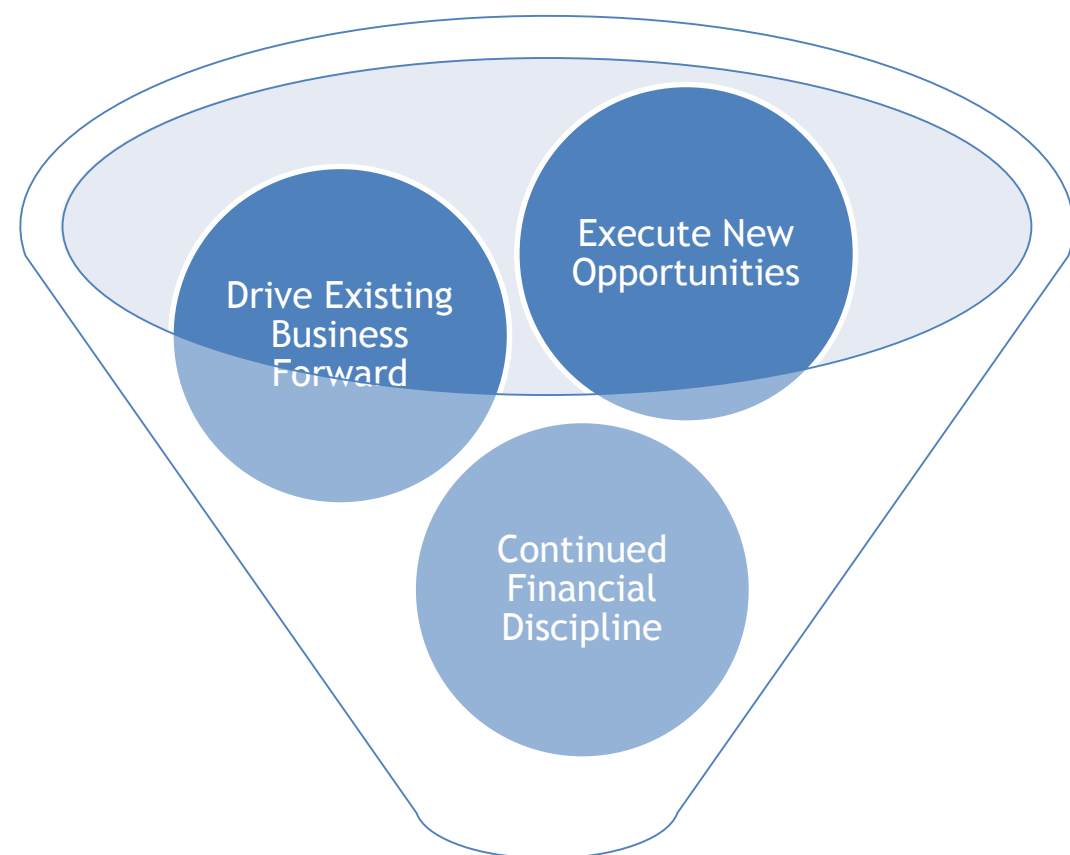 Execute New
Opportunities
Drive Existing
Business
Forward
Continued
Financial
Discipline